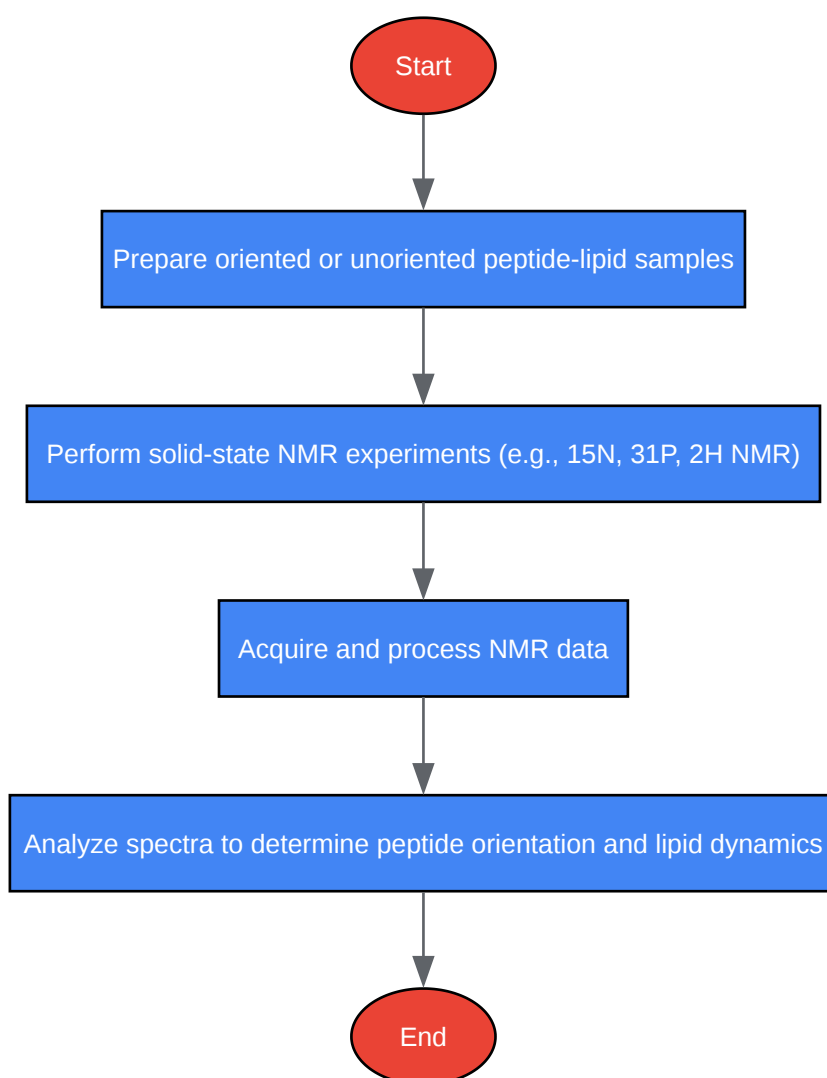 Start
Prepare oriented or unoriented peptide-lipid samples
Perform solid-state NMR experiments (e.g., 15N, 31P, 2H NMR)
Acquire and process NMR data
Analyze spectra to determine peptide orientation and lipid dynamics
End